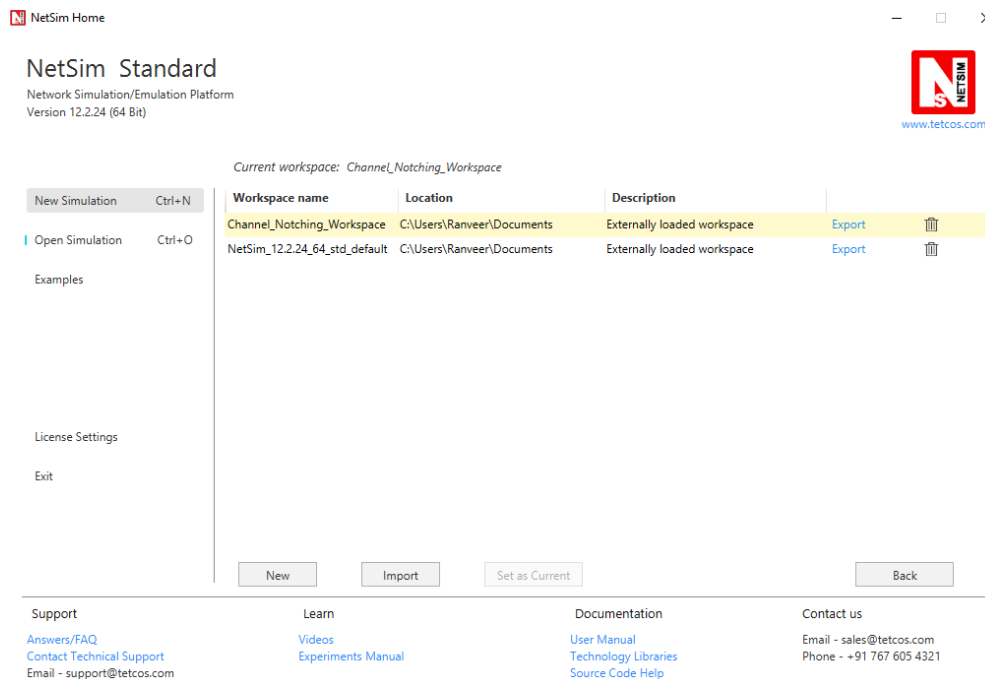 NetSim Home
NetSim Standard
Network Simulation/Emulation Platform
Version 12.2.24 (64 Bit)
NETSIM
N
S
www.tetcos.com
Current workspace: Channel_Notching_Workspace
New Simulation Ctrl+N
Open Simulation Ctrl+O
Examples
License Settings
Exit
Workspace name Location Description
Channel_Notching_Workspace C:\Users\Ranveer\Documents Externally loaded workspace Export
NetSim_12.2.24_64_std_default C:\Users\Ranveer\Documents Externally loaded workspace Export
New Import Set as Current Back
Support Learn Documentation Contact us
Answers/FAQ Videos User Manual Email - sales@tetcos.com
Contact Technical Support Experiments Manual Technology Libraries Phone - +91 767 605 4321
Email - support@tetcos.com Source Code Help